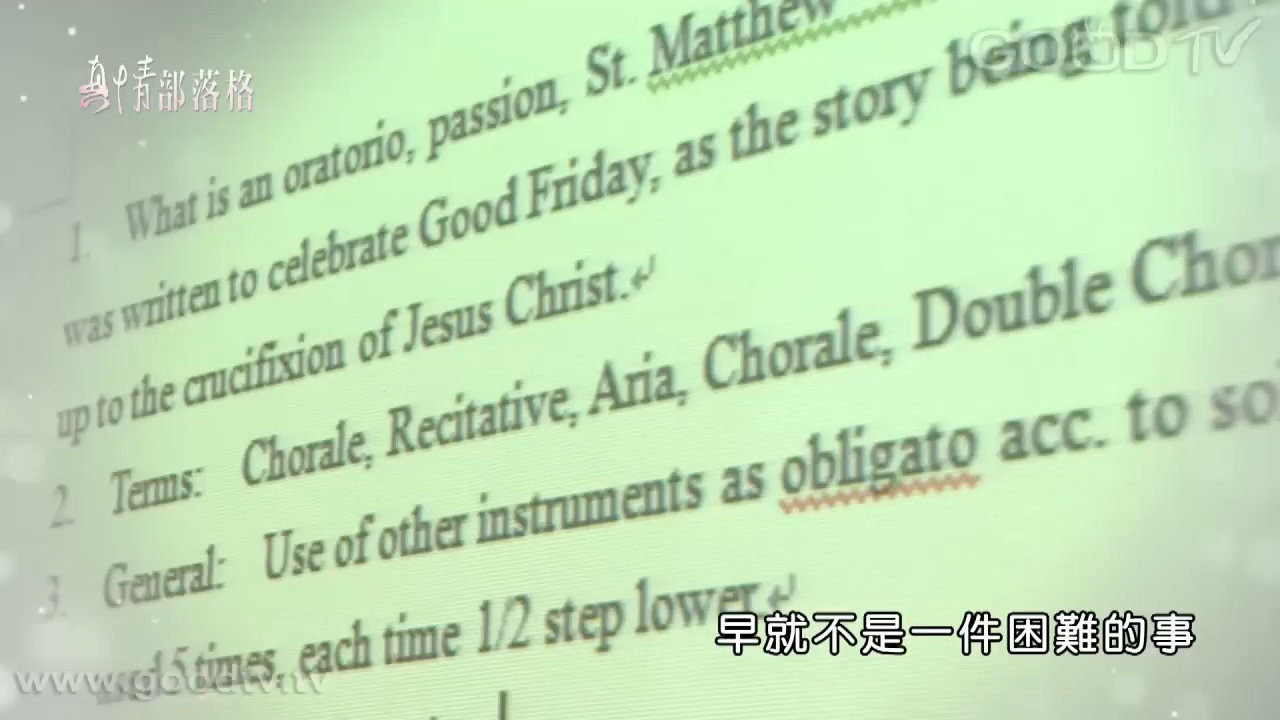 真情部落格
GOOD TV
1. What is an oratorio, passion, St. Matthew
was written to celebrate Good Friday, as the story being told
up to the crucifixion of Jesus Christ.↵
2. Terms: Chorale, Recitative, Aria, Chorale, Double
3. General: Use of other instruments as obligato acc. to
used 5 times, each time 1/2 step lower.↵
早就不是一件困難的事
www.goodtv.tv